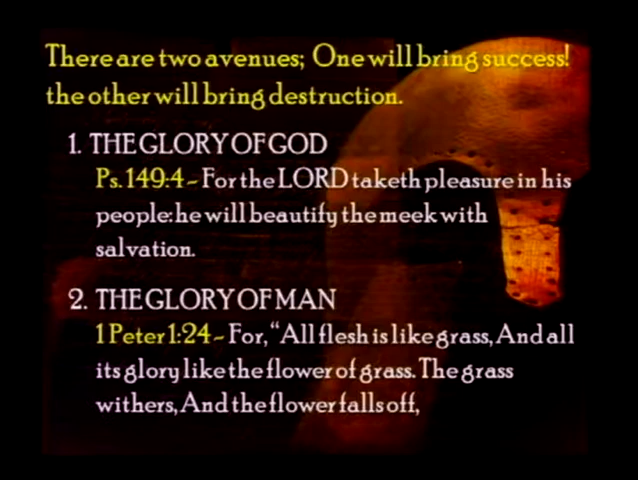 There are two avenues; One will bring success!
the other will bring destruction.
1. THE GLORY OF GOD
Ps. 149:4 - For the LORD taketh pleasure in his
people: he will beautify the meek with
salvation.
2. THE GLORY OF MAN
1 Peter 1:24 - For, "All flesh is like grass, And all
its glory like the flower of grass. The grass
withers, And the flower falls off,